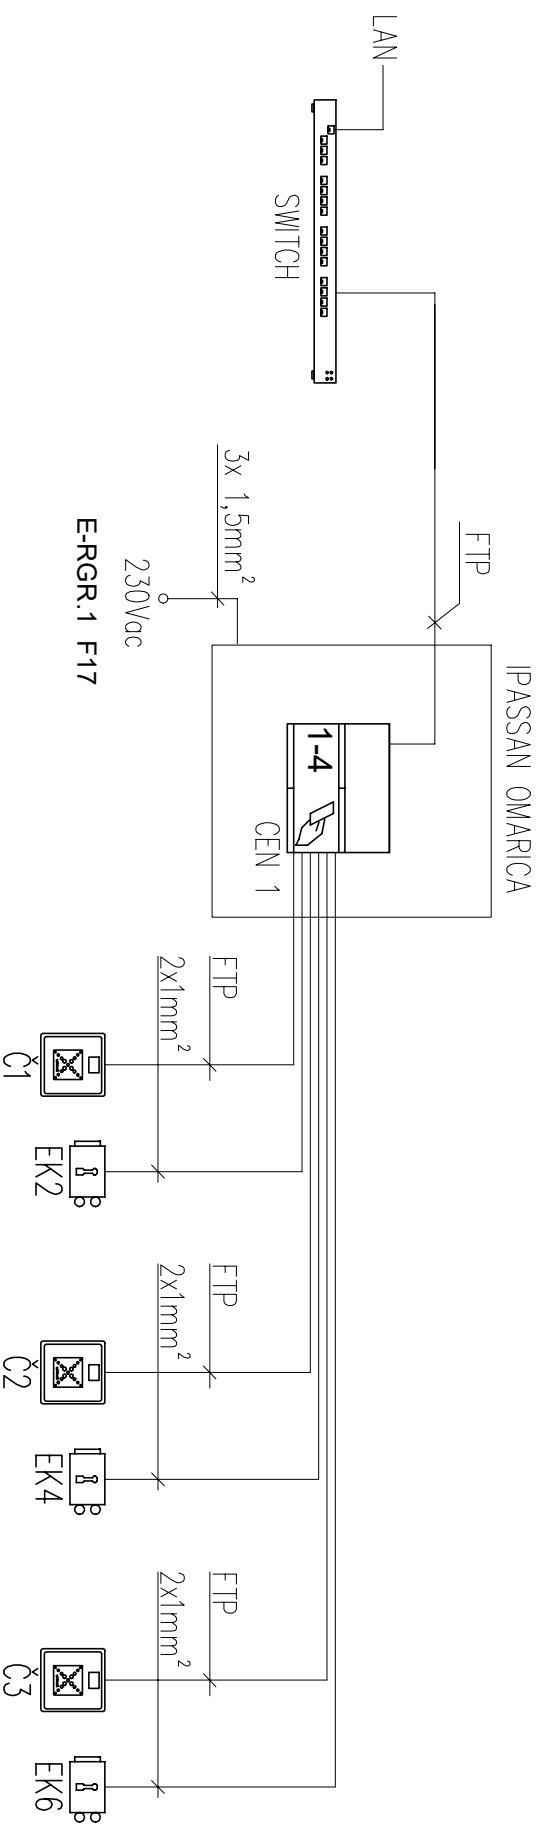 LAN
SWITCH
FTP
3x 1,5mm²
230Vac
E-RGR.1 F17
IPASSAN OMARICA
1-4
CEN 1
FTP
2x1mm²
Č1
EK2
FTP
2x1mm²
Č2
EK4
FTP
2x1mm²
Č3
EK6